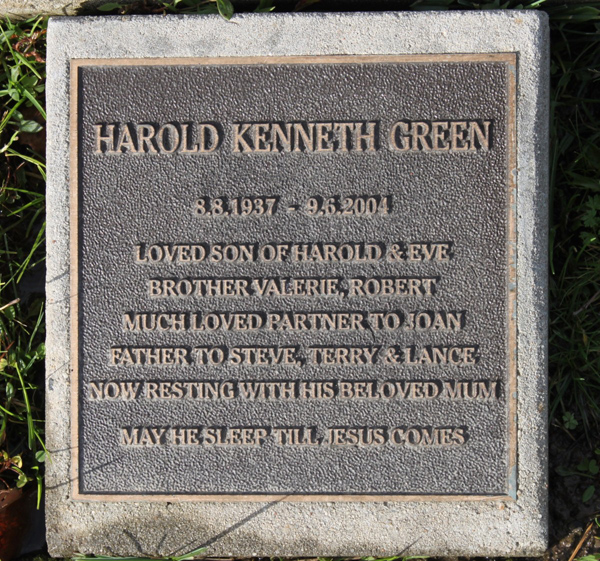 HAROLD KENNETH GREEN
8.8.1937 - 9.6.2004
LOVED SON OF HAROLD & EVE
BROTHER VALERIE, ROBERT
MUCH LOVED PARTNER TO JOAN
FATHER TO STEVE, TERRY & LANCE
NOW RESTING WITH HIS BELOVED MUM
MAY HE SLEEP TILL JESUS COMES